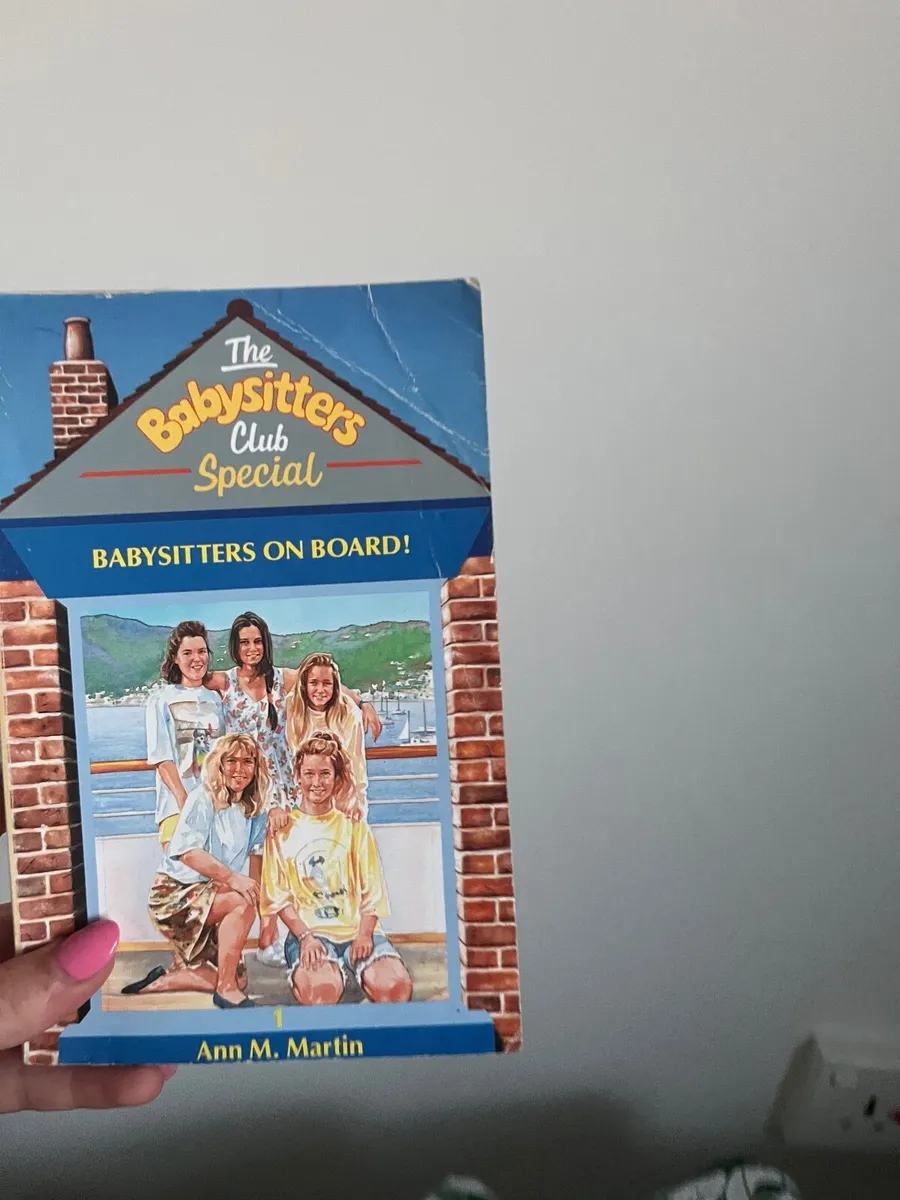 The
Babysitters
Club
Special
BABYSITTERS ON BOARD!
1
Ann M. Martin